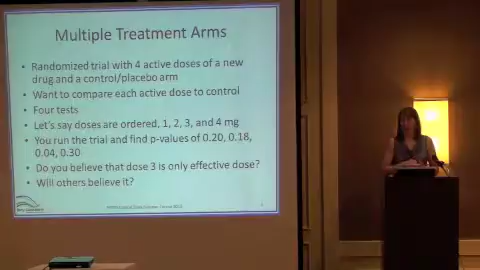 Multiple Treatment Arms
• Randomized trial with 4 active doses of a new
drug and a control/placebo arm
• Want to compare each active dose to control
• Four tests
• Let's say doses are ordered, 1, 2, 3, and 4 mg
• You run the trial and find p-values of 0.20, 0.18,
0.04, 0.30
• Do you believe that dose 3 is only effective dose?
• Will others believe it?